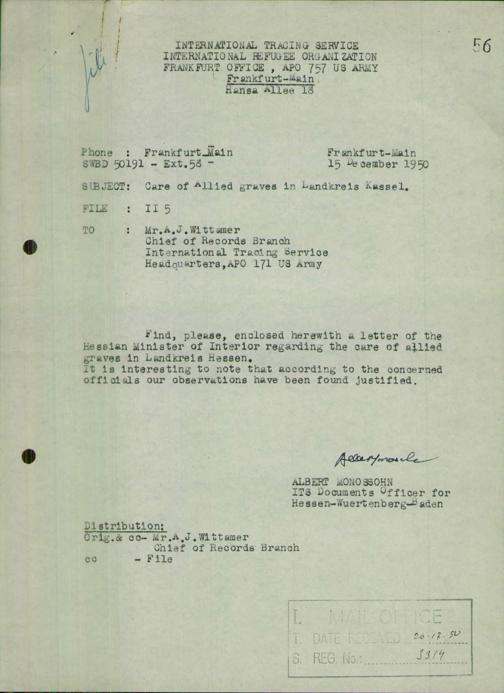 56
file
INTERNATIONAL TRACING SERVICE
INTERNATIONAL REFUGEE ORGANIZATION
FRANKFURT OFFICE , APO 757 US ARMY
Frankfurt-Main
Hansa Allee 18
Phone : Frankfurt-Main Frankfurt-Main
SWBD 50191 - Ext.58 - 15 December 1950
SUBJECT: Care of Allied graves in Landkreis Kassel.
FILE : II 5
TO : Mr.A.J.Wittamer
Chief of Records Branch
International Tracing Service
Headquarters,APO 171 US Army
Find, please, enclosed herewith a letter of the
Hessian Minister of Interior regarding the care of allied
graves in Landkreis Hessen.
It is interesting to note that according to the concerned
officials our observations have been found justified.
ALBERT MONOSSOHN
ITS Documents Officer for
Hessen-Wuertenberg-Baden
Distribution:
Orig.& cc- Mr.A.J.Wittamer
Chief of Records Branch
cc - File
I. MAIL OFFICE
T. DATE RECEIVED 20-12-50
S. REG. No.: 3314